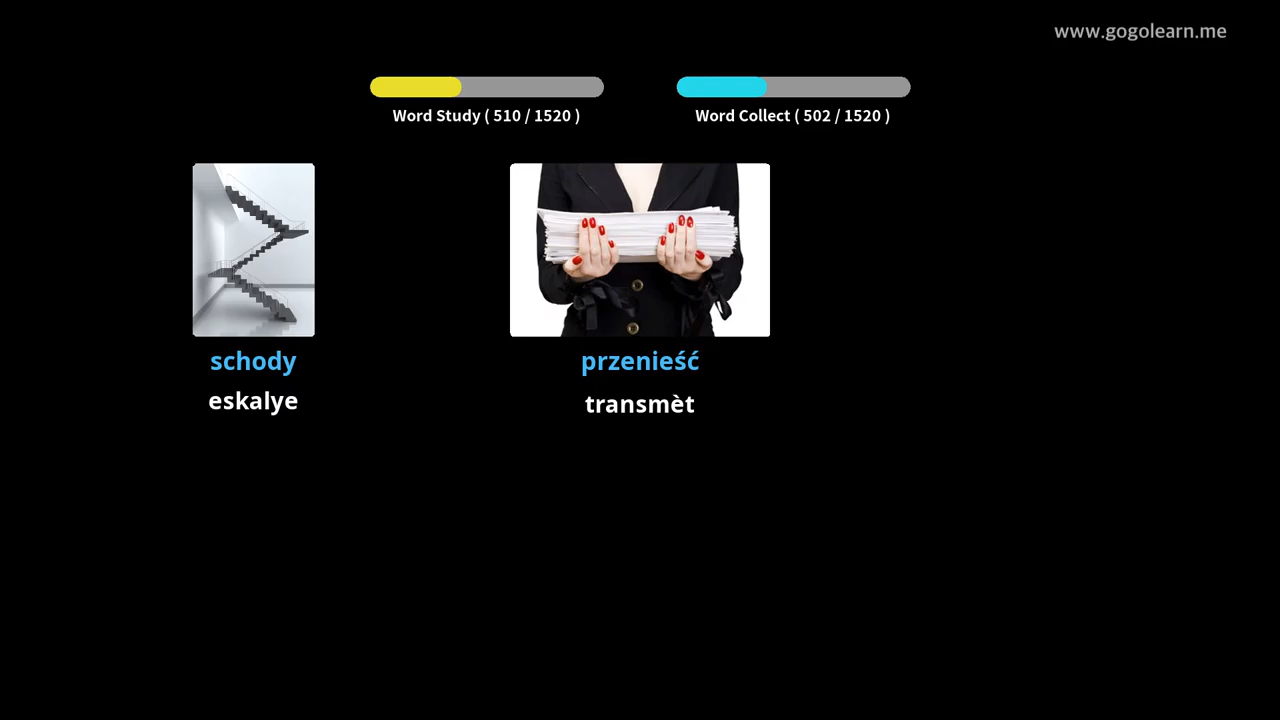 www.gogolearn.me
Word Study ( 510 / 1520 )
Word Collect ( 502 / 1520 )
schody
eskalye
przenieść
transmèt